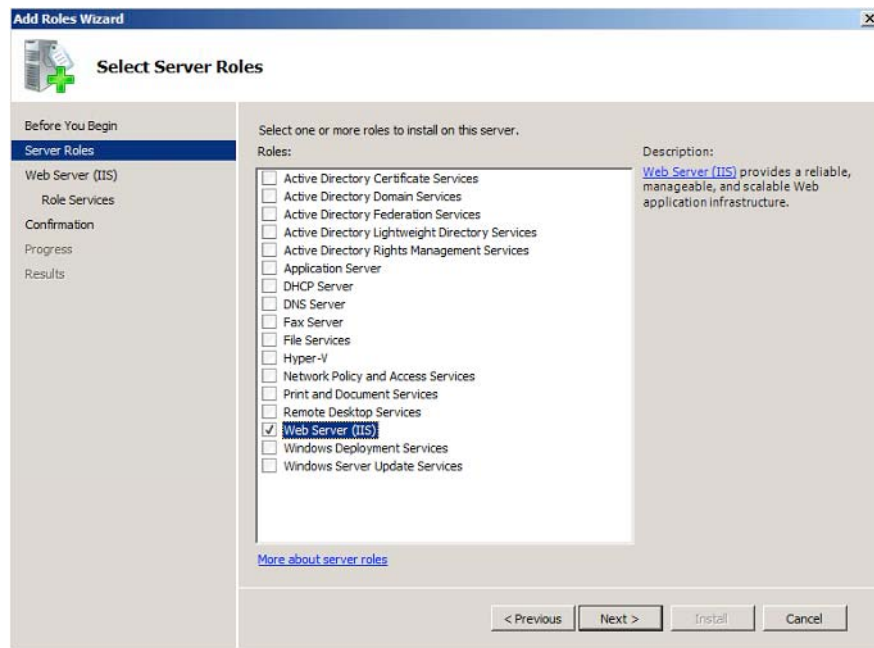 Add Roles Wizard
Select Server Roles
Before You Begin
Server Roles
Web Server (IIS)
Role Services
Confirmation
Progress
Results
Select one or more roles to install on this server.
Roles:
Active Directory Certificate Services
Active Directory Domain Services
Active Directory Federation Services
Active Directory Lightweight Directory Services
Active Directory Rights Management Services
Application Server
DHCP Server
DNS Server
Fax Server
File Services
Hyper-V
Network Policy and Access Services
Print and Document Services
Remote Desktop Services
Web Server (IIS)
Windows Deployment Services
Windows Server Update Services
More about server roles
Description:
Web Server (IIS) provides a reliable,
manageable, and scalable Web
application infrastructure.
< Previous Next > Install Cancel